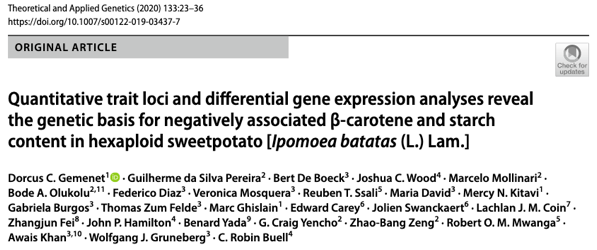 Theoretical and Applied Genetics (2020) 133:23–36
https://doi.org/10.1007/s00122-019-03437-7
ORIGINAL ARTICLE
Check for
updates
Quantitative trait loci and differential gene expression analyses reveal
the genetic basis for negatively associated β-carotene and starch
content in hexaploid sweetpotato [Ipomoea batatas (L.) Lam.]
Dorcus C. Gemenet1 · Guilherme da Silva Pereira2 · Bert De Boeck3 · Joshua C. Wood4 · Marcelo Mollinari2 ·
Bode A. Olukolu2,11 · Federico Diaz3 · Veronica Mosquera3 · Reuben T. Ssali5 · Maria David3 · Mercy N. Kitavi1 ·
Gabriela Burgos3 · Thomas Zum Felde3 · Marc Ghislain1 · Edward Carey6 · Jolien Swanckaert6 · Lachlan J. M. Coin7 ·
Zhangjun Fei8 · John P. Hamilton4 · Benard Yada9 · G. Craig Yencho2 · Zhao-Bang Zeng2 · Robert O. M. Mwanga5 ·
Awais Khan3,10 · Wolfgang J. Gruneberg3 · C. Robin Buell4